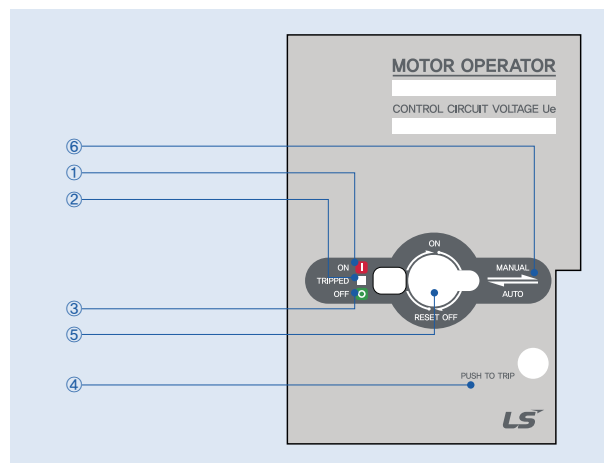 MOTOR OPERATOR
CONTROL CIRCUIT VOLTAGE Ue
⑥
①
②
ON
ON I
MANUAL
TRIPPED
OFF O
AUTO
③
⑤
RESET OFF
④
PUSH TO TRIP
LS